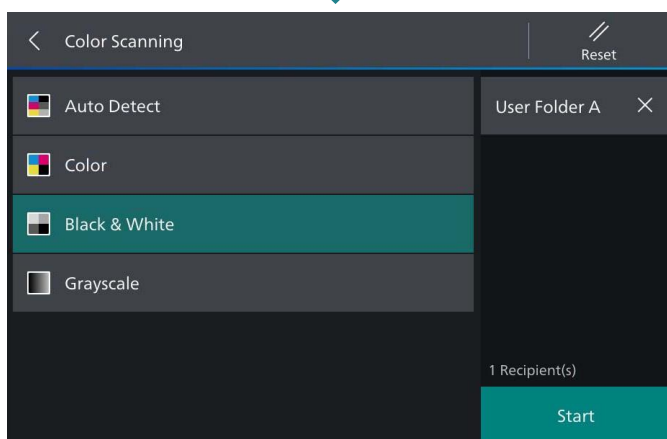 Color Scanning
Reset
Auto Detect
Color
Black & White
Grayscale
User Folder A
1 Recipient(s)
Start